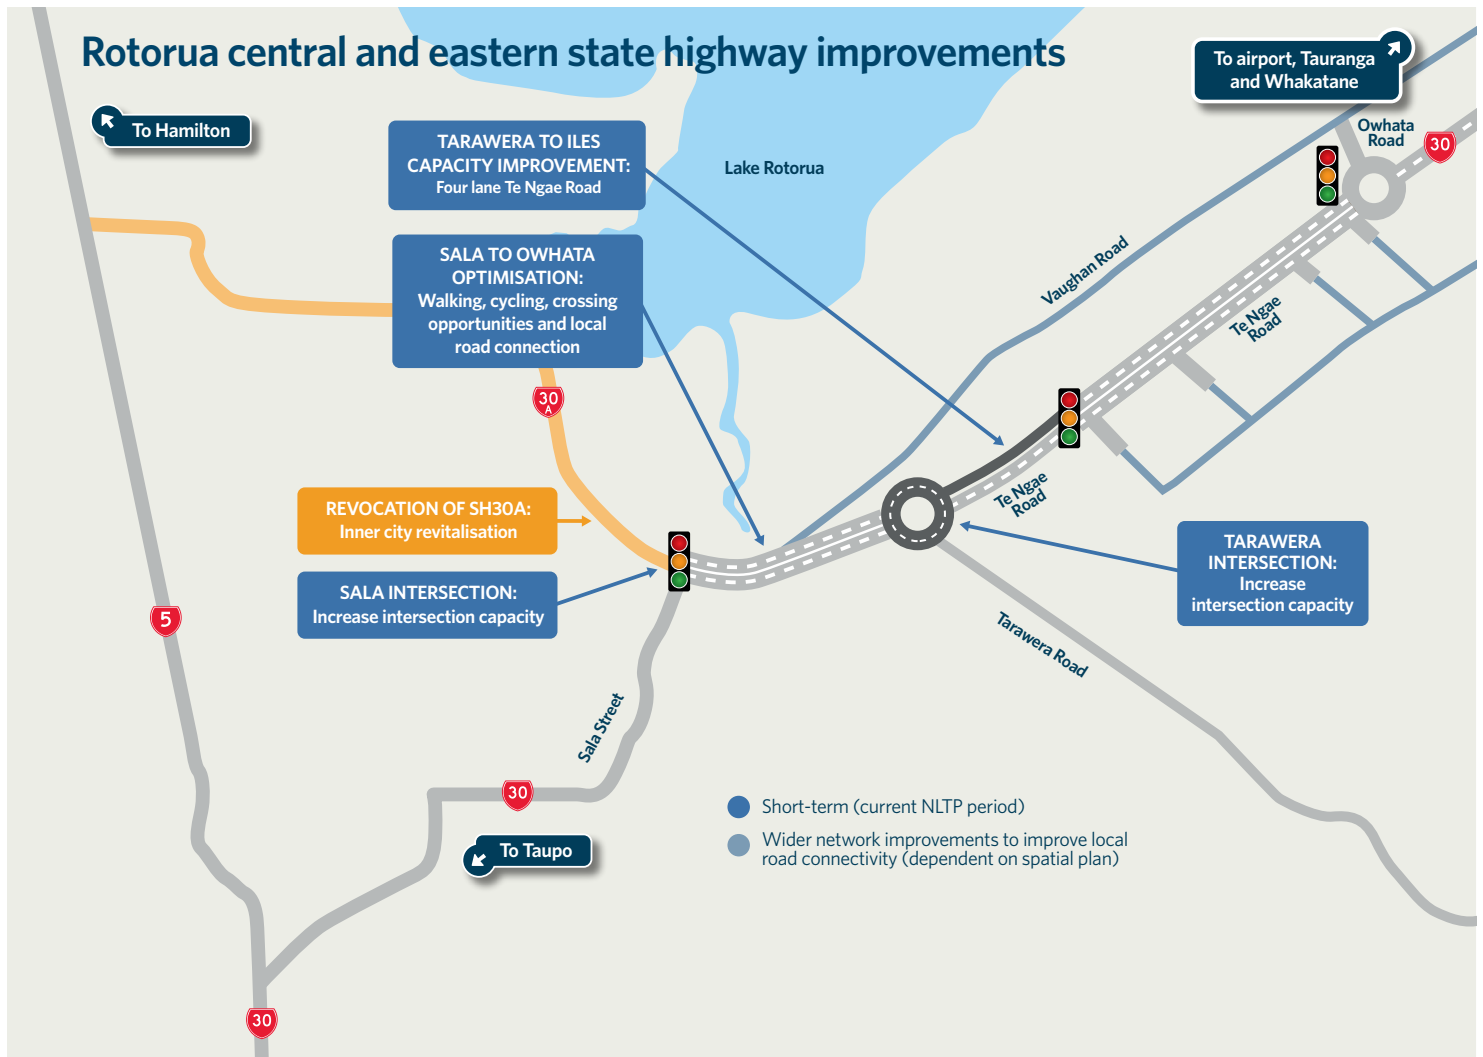 Rotorua central and eastern state highway improvements
To airport, Tauranga
and Whakatane
To Hamilton
Owhata
Road
30
TARAWERA TO ILES
CAPACITY IMPROVEMENT:
Four lane Te Ngae Road
Lake Rotorua
SALA TO OWHATA
OPTIMISATION:
Walking, cycling, crossing
opportunities and local
road connection
Vaughan Road
Te Ngae
Road
30
A
REVOCATION OF SH30A:
Inner city revitalisation
Te Ngae
Road
TARAWERA
INTERSECTION:
Increase
intersection capacity
SALA INTERSECTION:
Increase intersection capacity
5
Tarawera Road
Sala Street
30
To Taupo
Short-term (current NLTP period)
Wider network improvements to improve local
road connectivity (dependent on spatial plan)
30